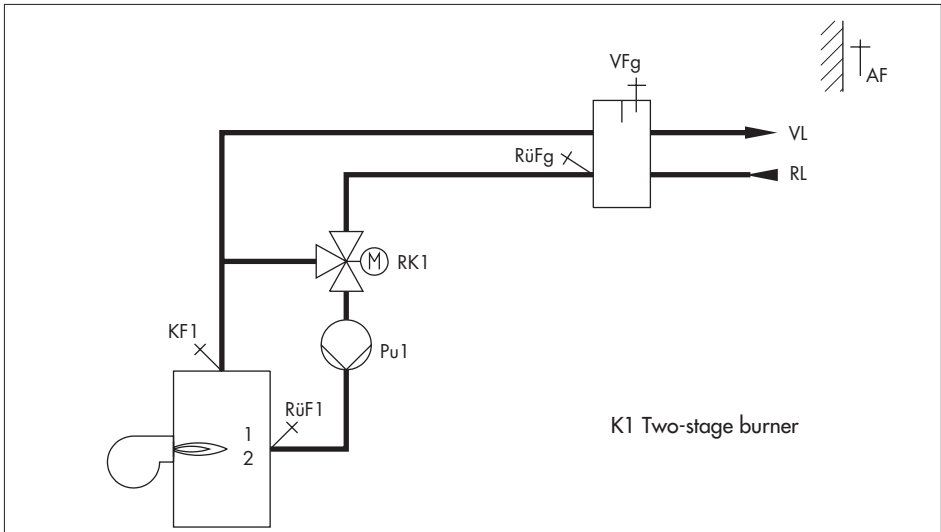 VFg
AF
VL
RüFg
RL
M
RK1
KF1
Pu1
RüF1
1
2
K1 Two-stage burner